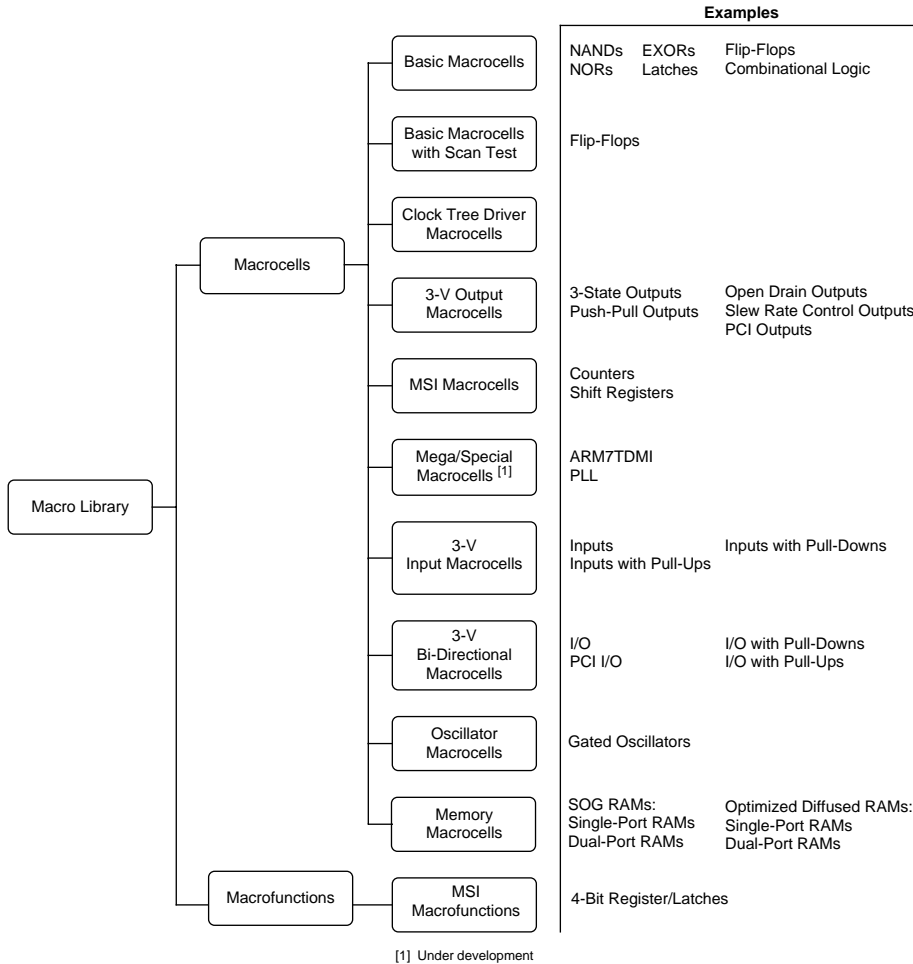 Examples
Basic Macrocells
NANDs EXORs Flip-Flops
NORs Latches Combinational Logic
Basic Macrocells
with Scan Test
Flip-Flops
Clock Tree Driver
Macrocells
Macrocells
3-V Output
Macrocells
3-State Outputs Open Drain Outputs
Push-Pull Outputs Slew Rate Control Outputs
PCI Outputs
MSI Macrocells
Counters
Shift Registers
Mega/Special
Macrocells [1]
ARM7TDMI
PLL
Macro Library
3-V
Input Macrocells
Inputs Inputs with Pull-Downs
Inputs with Pull-Ups
3-V
Bi-Directional
Macrocells
I/O I/O with Pull-Downs
PCI I/O I/O with Pull-Ups
Oscillator
Macrocells
Gated Oscillators
Memory
Macrocells
SOG RAMs: Optimized Diffused RAMs:
Single-Port RAMs Single-Port RAMs
Dual-Port RAMs Dual-Port RAMs
Macrofunctions
MSI
Macrofunctions
4-Bit Register/Latches
[1] Under development